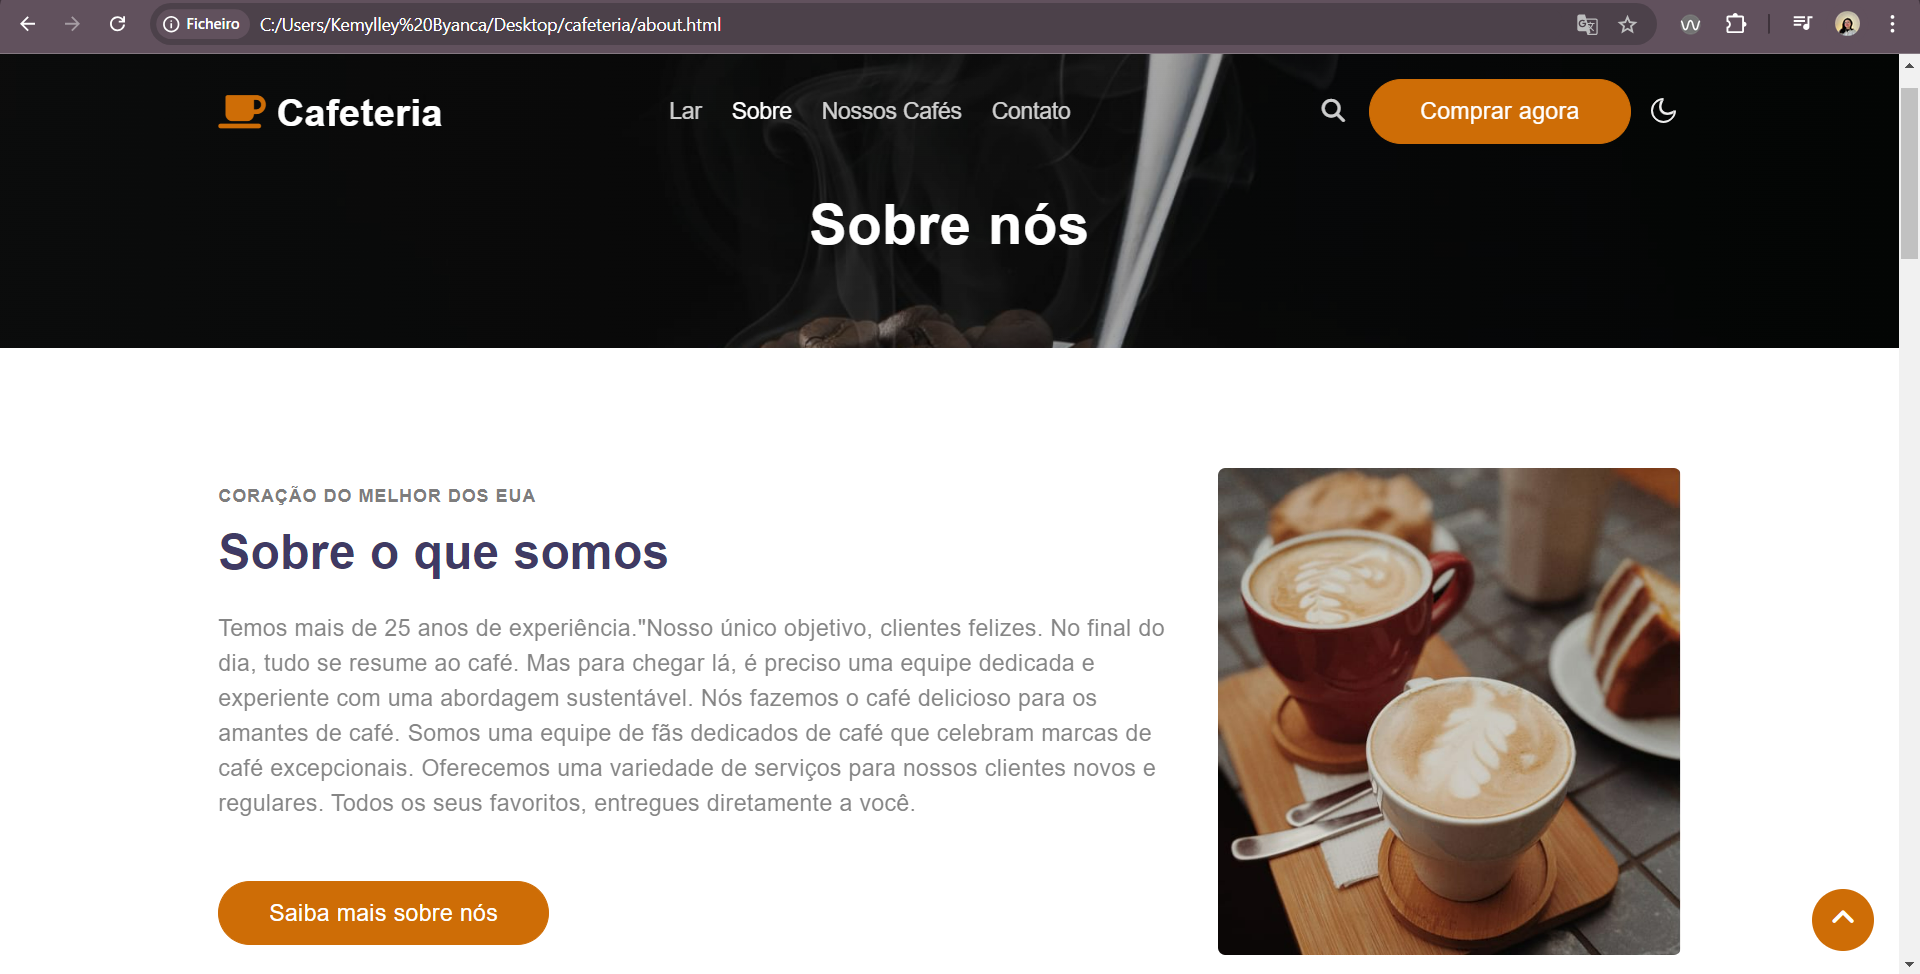 Ficheiro C:/Users/Kemylley%20Byanca/Desktop/cafeteria/about.html
Cafeteria Lar Sobre Nossos Cafés Contato Comprar agora
Sobre nós
CORAÇÃO DO MELHOR DOS EUA
Sobre o que somos
Temos mais de 25 anos de experiência."Nosso único objetivo, clientes felizes. No final do
dia, tudo se resume ao café. Mas para chegar lá, é preciso uma equipe dedicada e
experiente com uma abordagem sustentável. Nós fazemos o café delicioso para os
amantes de café. Somos uma equipe de fãs dedicados de café que celebram marcas de
café excepcionais. Oferecemos uma variedade de serviços para nossos clientes novos e
regulares. Todos os seus favoritos, entregues diretamente a você.
Saiba mais sobre nós